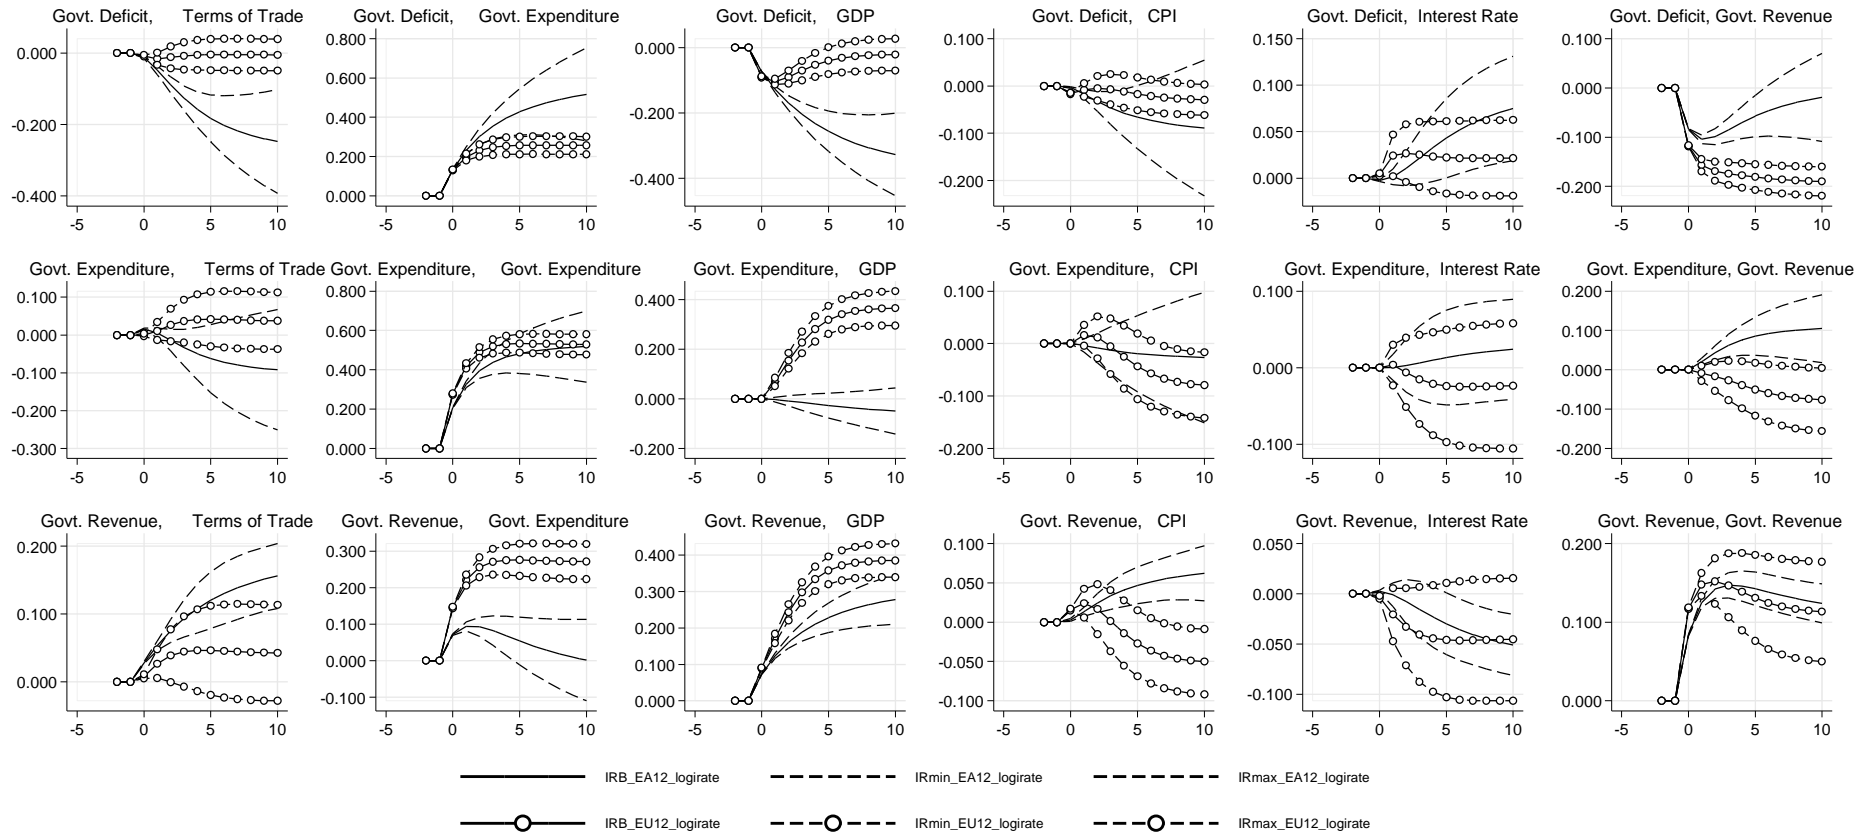 Govt. Deficit, Terms of Trade Govt. Deficit, Govt. Expenditure Govt. Deficit, GDP Govt. Deficit, CPI Govt. Deficit, Interest Rate Govt. Deficit, Govt. Revenue
0.000 -0.200 -0.400
0.800 0.600 0.400 0.200 0.000
0.000 -0.200 -0.400
0.100 0.000 -0.100 -0.200
0.150 0.100 0.050 0.000
0.100 0.000 -0.100 -0.200
-5 0 5 10 -5 0 5 10 -5 0 5 10 -5 0 5 10 -5 0 5 10 -5 0 5 10
Govt. Expenditure, Terms of Trade Govt. Expenditure, Govt. Expenditure Govt. Expenditure, GDP Govt. Expenditure, CPI Govt. Expenditure, Interest Rate Govt. Expenditure, Govt. Revenue
0.100 0.000 -0.100 -0.200 -0.300
0.800 0.600 0.400 0.200 0.000
0.400 0.200 0.000 -0.200
0.100 0.000 -0.100 -0.200
0.100 0.000 -0.100
0.200 0.100 0.000 -0.100 -0.200
-5 0 5 10 -5 0 5 10 -5 0 5 10 -5 0 5 10 -5 0 5 10 -5 0 5 10
Govt. Revenue, Terms of Trade Govt. Revenue, Govt. Expenditure Govt. Revenue, GDP Govt. Revenue, CPI Govt. Revenue, Interest Rate Govt. Revenue, Govt. Revenue
0.200 0.100 0.000
0.300 0.200 0.100 0.000 -0.100
0.400 0.300 0.200 0.100 0.000
0.100 0.050 0.000 -0.050 -0.100
0.050 0.000 -0.050 -0.100
0.200 0.100 0.000
-5 0 5 10 -5 0 5 10 -5 0 5 10 -5 0 5 10 -5 0 5 10 -5 0 5 10
IRB_EA12_logirate IRmin_EA12_logirate IRmax_EA12_logirate
IRB_EU12_logirate IRmin_EU12_logirate IRmax_EU12_logirate